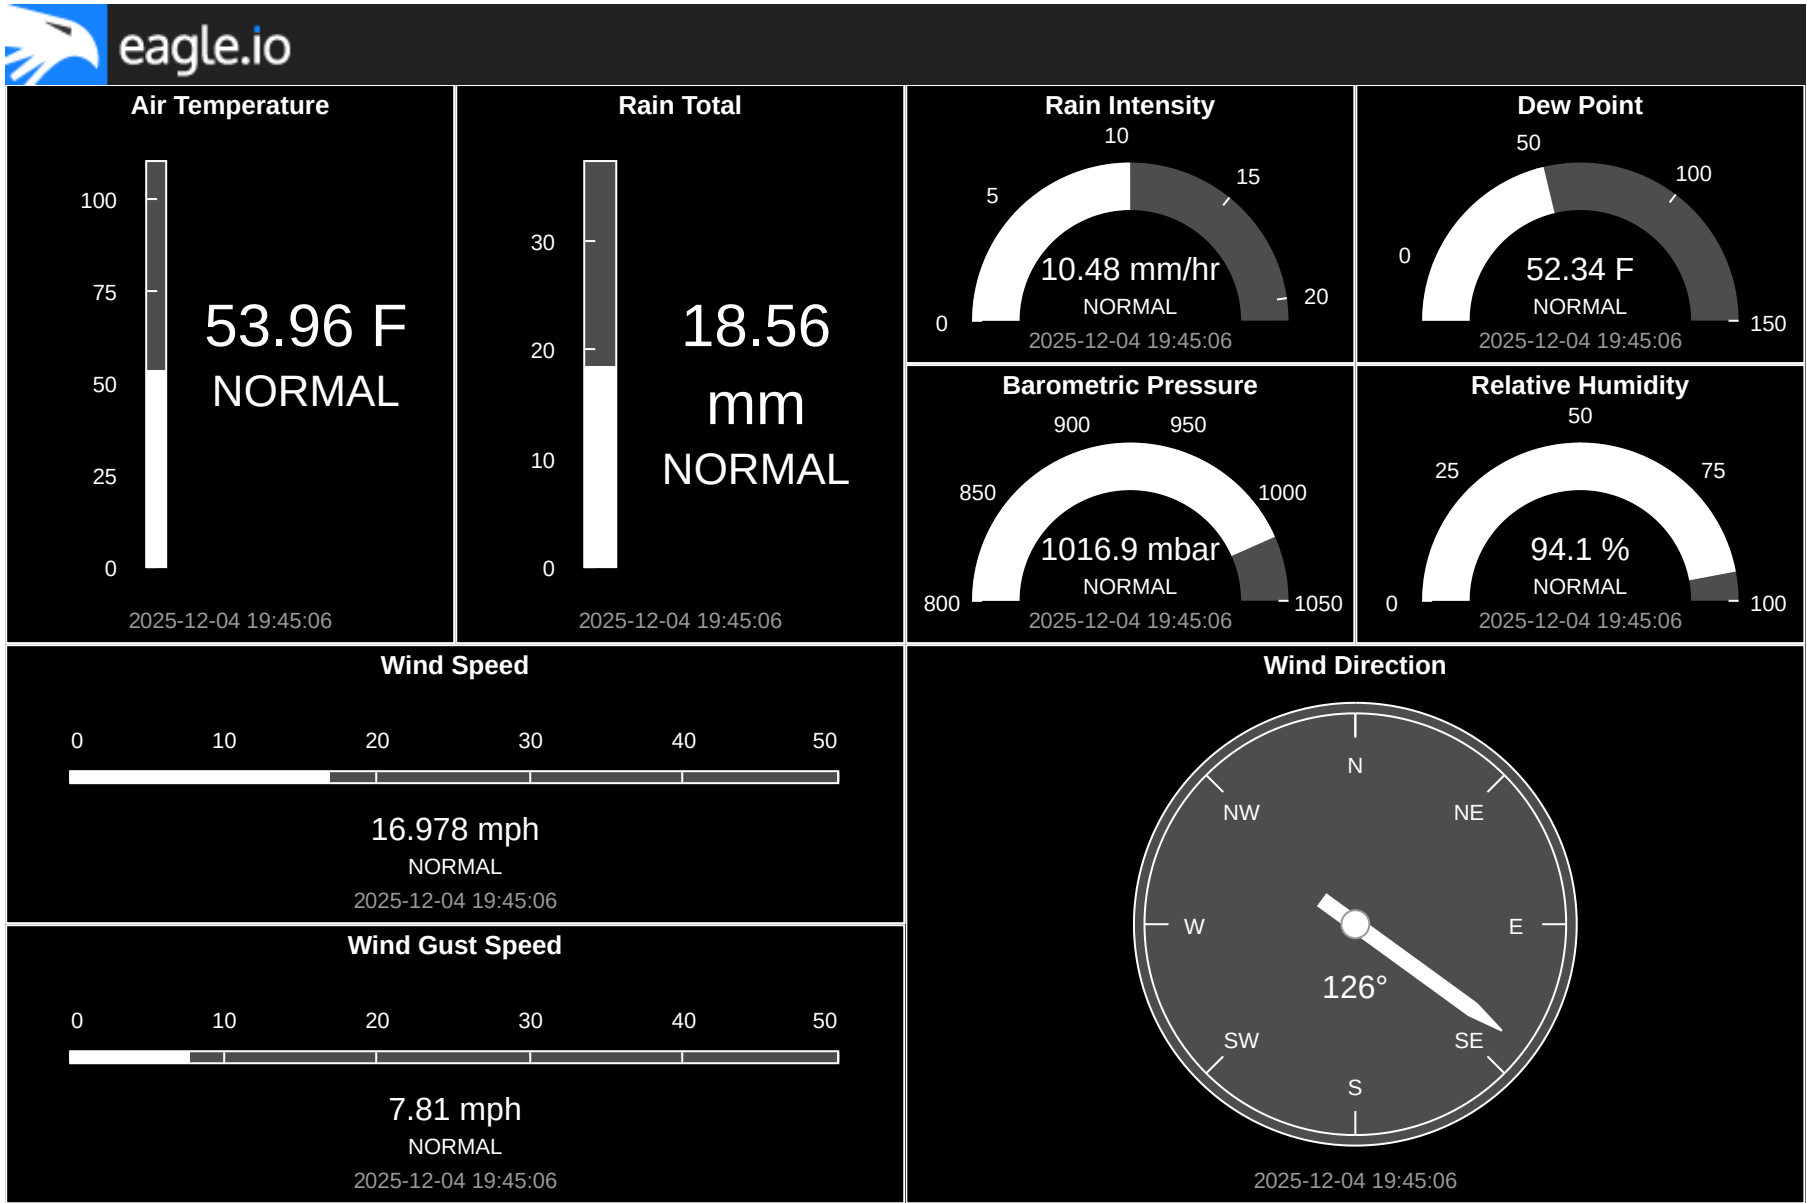 eagle.io
Air Temperature
100
75
50
25
0
53.96 F
NORMAL
2025-12-04 19:45:06
Rain Total
30
20
10
0
18.56
mm
NORMAL
2025-12-04 19:45:06
Rain Intensity
0
5
10
15
20
10.48 mm/hr
NORMAL
2025-12-04 19:45:06
Dew Point
0
50
100
150
52.34 F
NORMAL
2025-12-04 19:45:06
Barometric Pressure
800
850
900
950
1000
1050
1016.9 mbar
NORMAL
2025-12-04 19:45:06
Relative Humidity
0
25
50
75
100
94.1 %
NORMAL
2025-12-04 19:45:06
Wind Speed
0 10 20 30 40 50
16.978 mph
NORMAL
2025-12-04 19:45:06
Wind Gust Speed
0 10 20 30 40 50
7.81 mph
NORMAL
2025-12-04 19:45:06
Wind Direction
N
NW NE
W E
126°
SW SE
S
2025-12-04 19:45:06